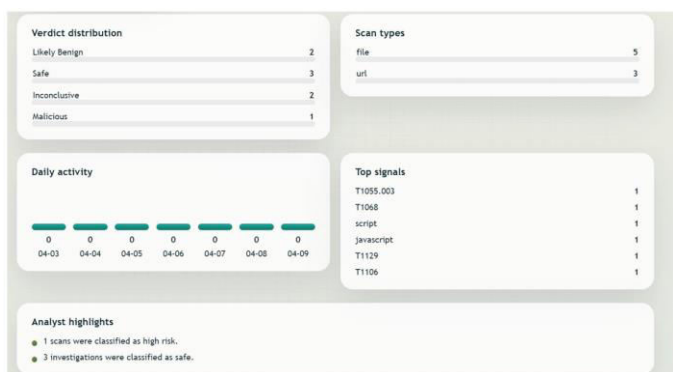 Verdict distribution
Likely Benign 2
Safe 3
Inconclusive 2
Malicious 1
Scan types
file 5
url 3
Daily activity
0 0 0 0 0 0 0
04-03 04-04 04-05 04-06 04-07 04-08 04-09
Top signals
T1055.003 1
T1068 1
script 1
javascript 1
T1129 1
T1106 1
Analyst highlights
1 scans were classified as high risk.
3 investigations were classified as safe.